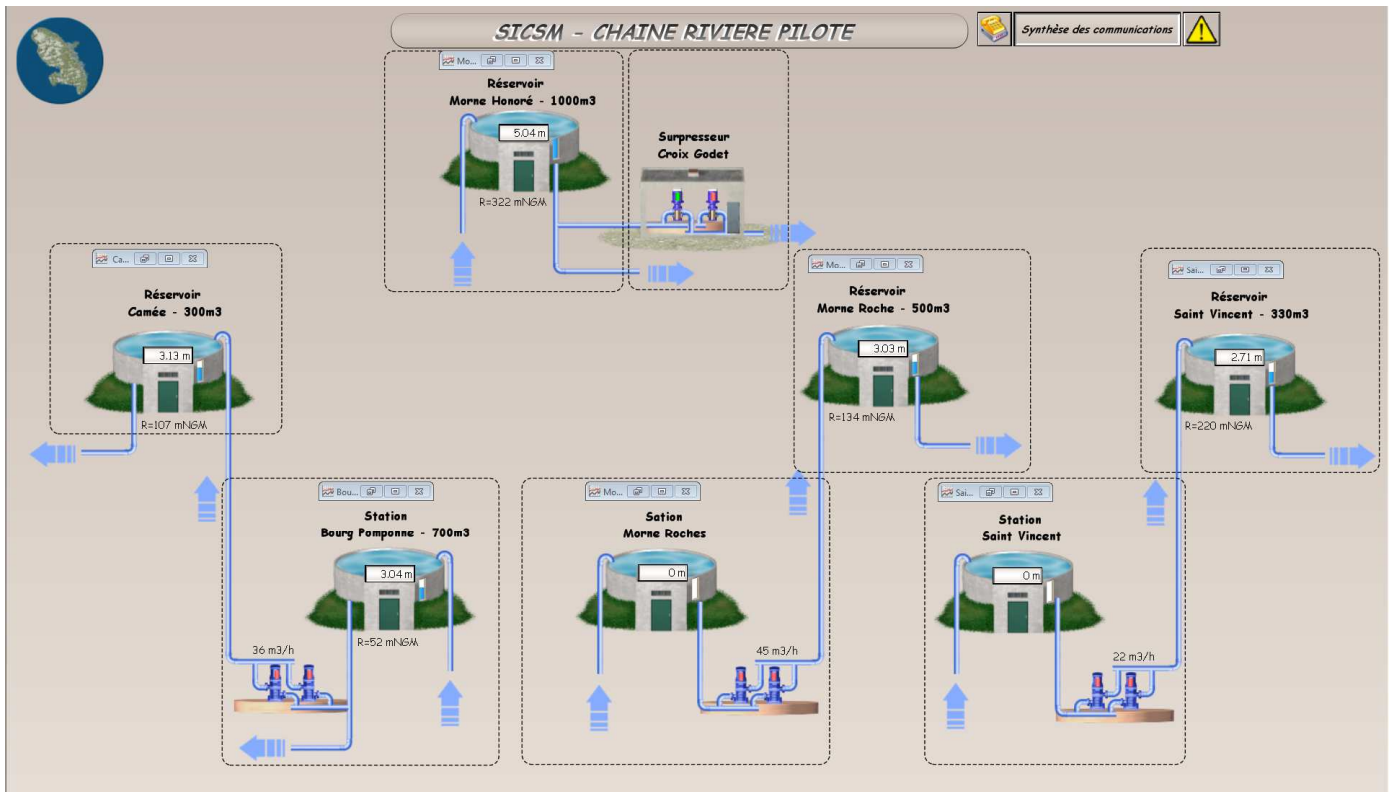 SICSM - CHAINE RIVIERE PILOTE
Synthèse des communications
Mo...
Réservoir
Morne Honoré - 1000m3
5.04 m
R=322 mNGM
Surpresseur
Croix Godet
Ca...
Réservoir
Camée - 300m3
3.13 m
R=107 mNGM
Mo...
Réservoir
Morne Roche - 500m3
3.03 m
R=134 mNGM
Sai...
Réservoir
Saint Vincent - 330m3
2.71 m
R=220 mNGM
Bou...
Station
Bourg Pomponne - 700m3
3.04 m
R=52 mNGM
36 m3/h
Mo...
Sation
Morne Roches
0 m
45 m3/h
Sai...
Station
Saint Vincent
0 m
22 m3/h